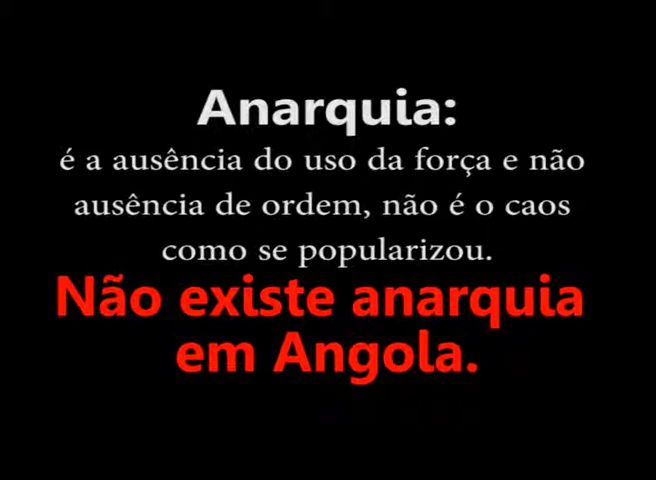 Anarquia:
é a ausência do uso da força e não
ausência de ordem, não é o caos
como se popularizou.
Não existe anarquia
em Angola.